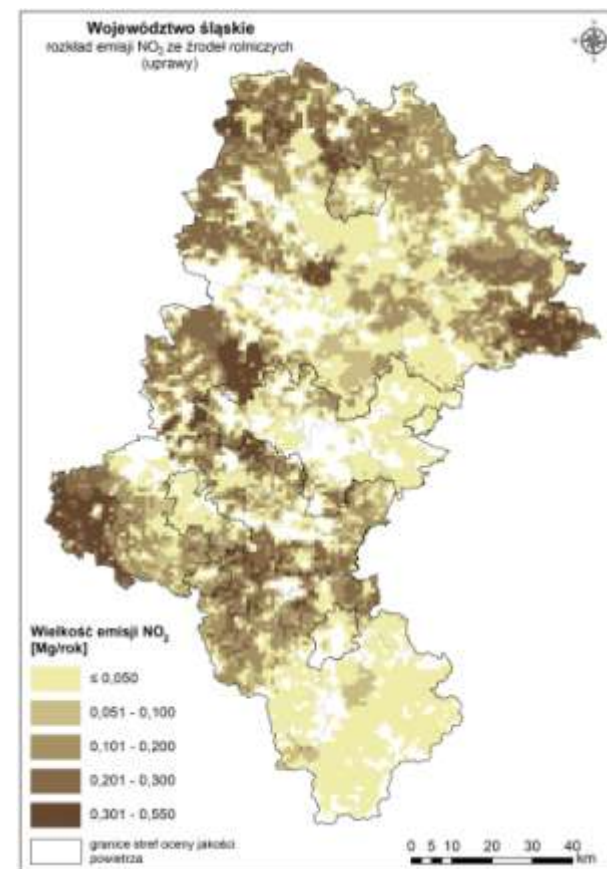 Województwo śląskie
rozkład emisji NO₂ ze źrodeł rolniczych
(uprawy)
Wielkość emisji NO₂
[Mg/rok]
≤ 0,050
0,051 - 0,100
0,101 - 0,200
0,201 - 0,300
0,301 - 0,550
granice stref oceny jakości
powietrza
0 5 10 20 30 40
km